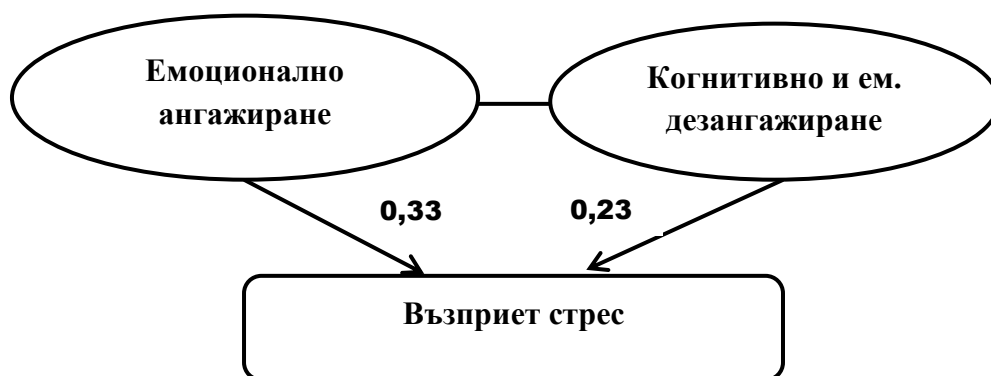 Емоционално
ангажиране
Когнитивно и ем.
дезангажиране
0,33
0,23
Възприет стрес